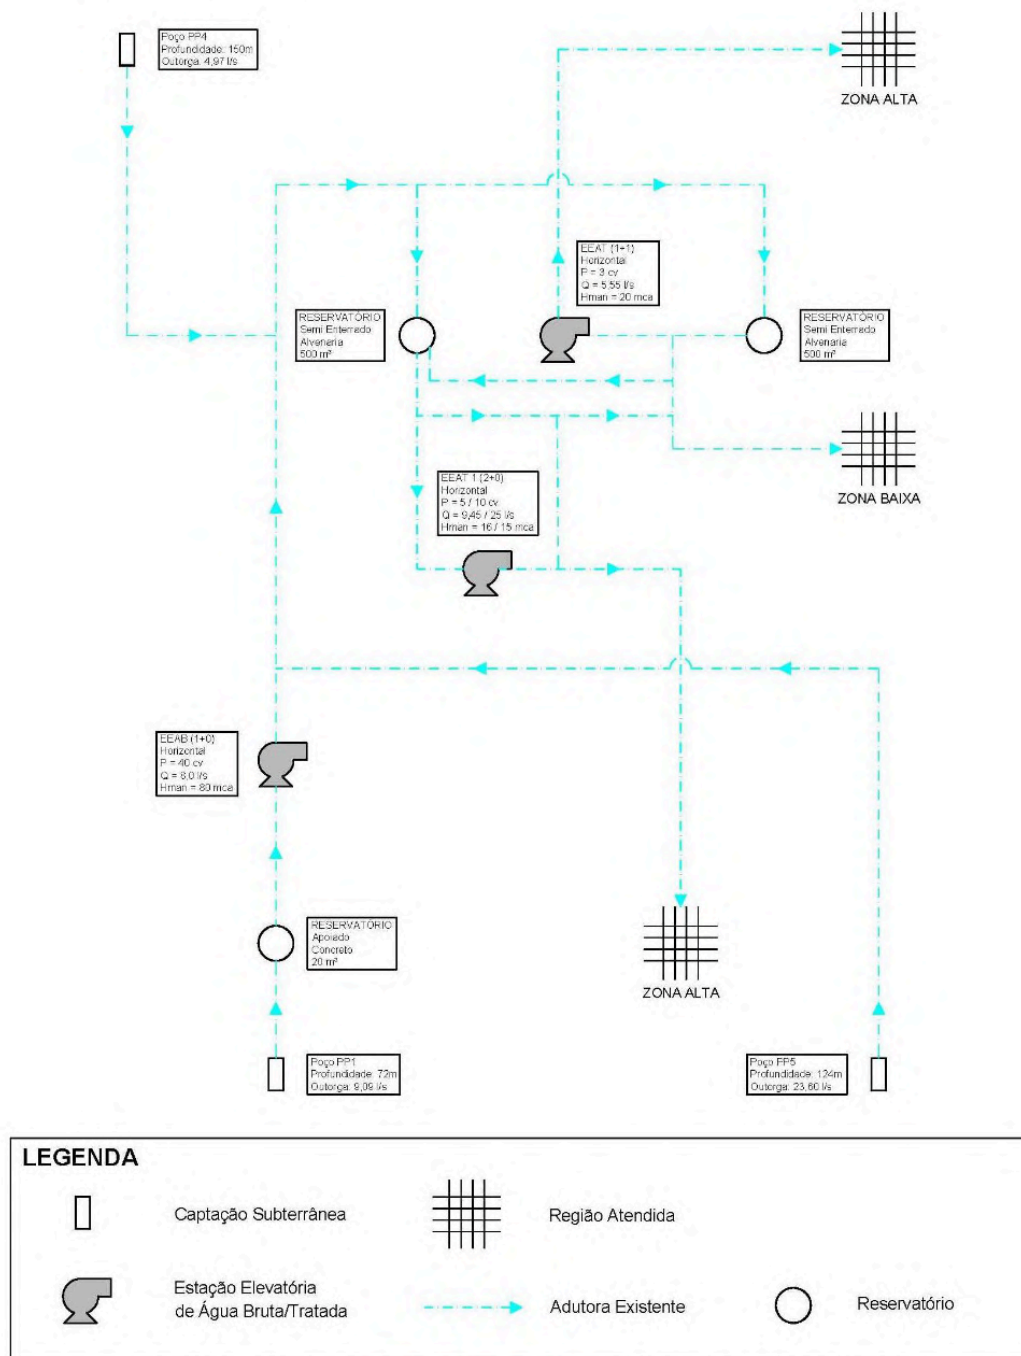 Poço PP4
Profundidade: 150m
Outorga: 4,97 l/s
ZONA ALTA
EEAT (1+1)
Horizontal
P = 3 cv
Q = 5,55 l/s
Hman = 20 mca
RESERVATÓRIO
Semi Enterrado
Alvenaria
500 m³
RESERVATÓRIO
Semi Enterrado
Alvenaria
500 m³
EEAT 1 (2+0)
Horizontal
P = 5 / 10 cv
Q = 9,45 / 25 l/s
Hman = 16 / 15 mca
ZONA BAIXA
EEAB (1+0)
Horizontal
P = 40 cv
Q = 8,0 l/s
Hman = 80 mca
RESERVATÓRIO
Apoiado
Concreto
20 m³
ZONA ALTA
Poço PP1
Profundidade: 72m
Outorga: 9,09 l/s
Poço PP5
Profundidade: 124m
Outorga: 23,60 l/s
LEGENDA
Captação Subterrânea
Região Atendida
Estação Elevatória
de Água Bruta/Tratada
Adutora Existente
Reservatório